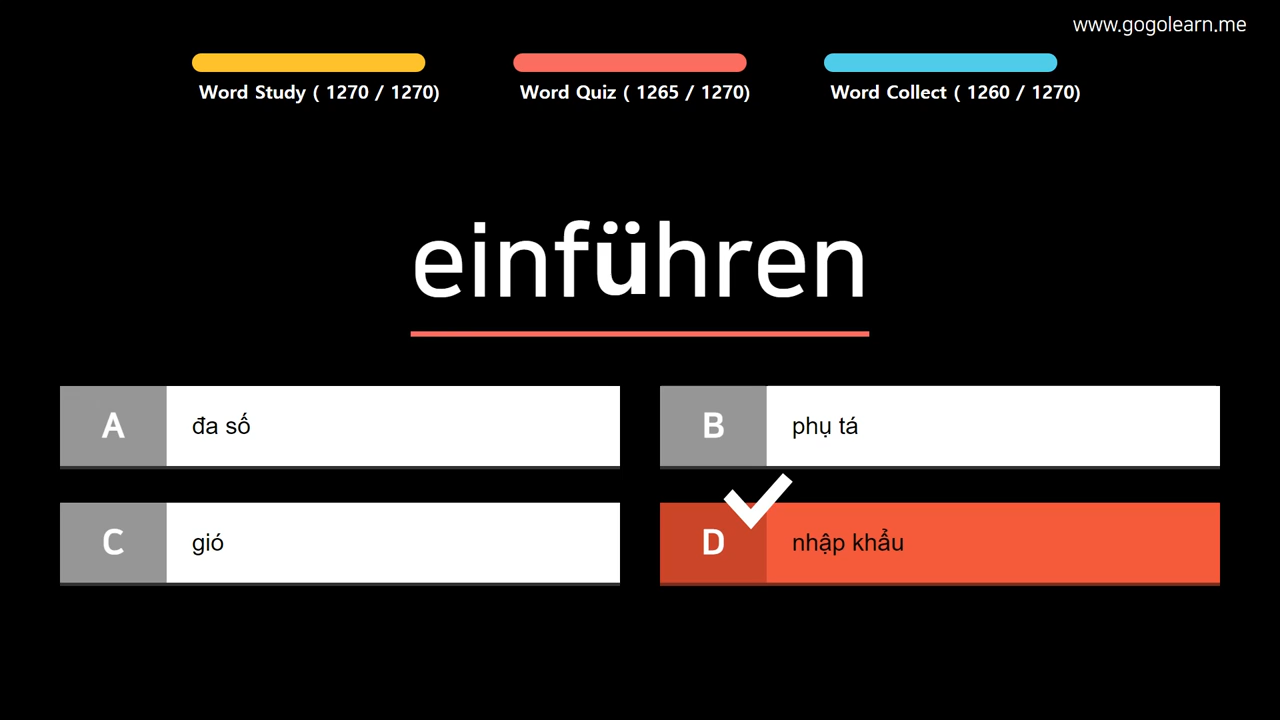 www.gogolearn.me
Word Study ( 1270 / 1270)
Word Quiz ( 1265 / 1270)
Word Collect ( 1260 / 1270)
einführen
A đa số
B phụ tá
C gió
D nhập khẩu